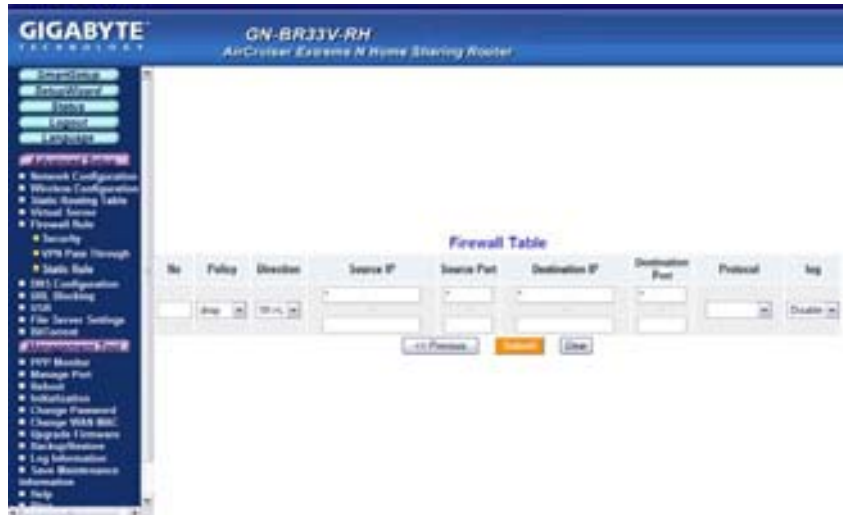 GIGABYTE
TECHNOLOGY
GN-BR33V-RH
AirCruiser Extreme N Home Sharing Router
SmartSetup
SetupWizard
Status
Logout
Language
Advanced Setup
Network Configuration
Wireless Configuration
Static Routing Table
Virtual Server
Firewall Rule
Security
VPN Pass Through
Static Rule
DNS Configuration
URL Blocking
USB
File Server Settings
BitTorrent
Management Tool
PPP Monitor
Manage Port
Reboot
Initialization
Change Password
Change WAN MAC
Upgrade Firmware
Backup/Restore
Log Information
Save Maintenance
Information
Help
Firewall Table
No Policy Direction Source IP Source Port Destination IP Destination Port Protocol log
drop * * * * Disable
<< Previous Submit Clear